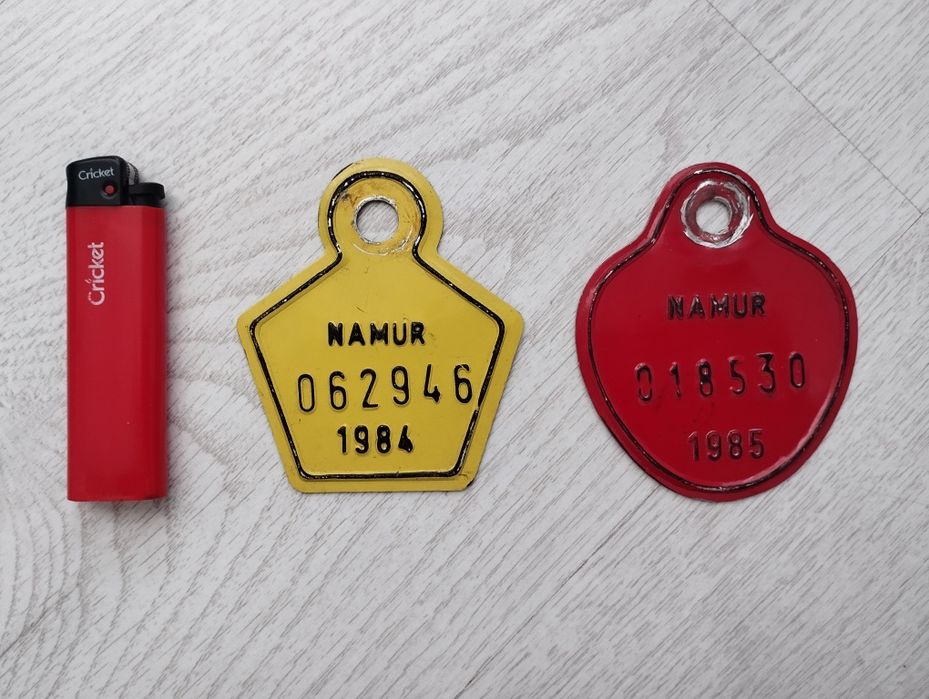 Cricket
Cricket
NAMUR
062946
1984
NAMUR
018530
1985